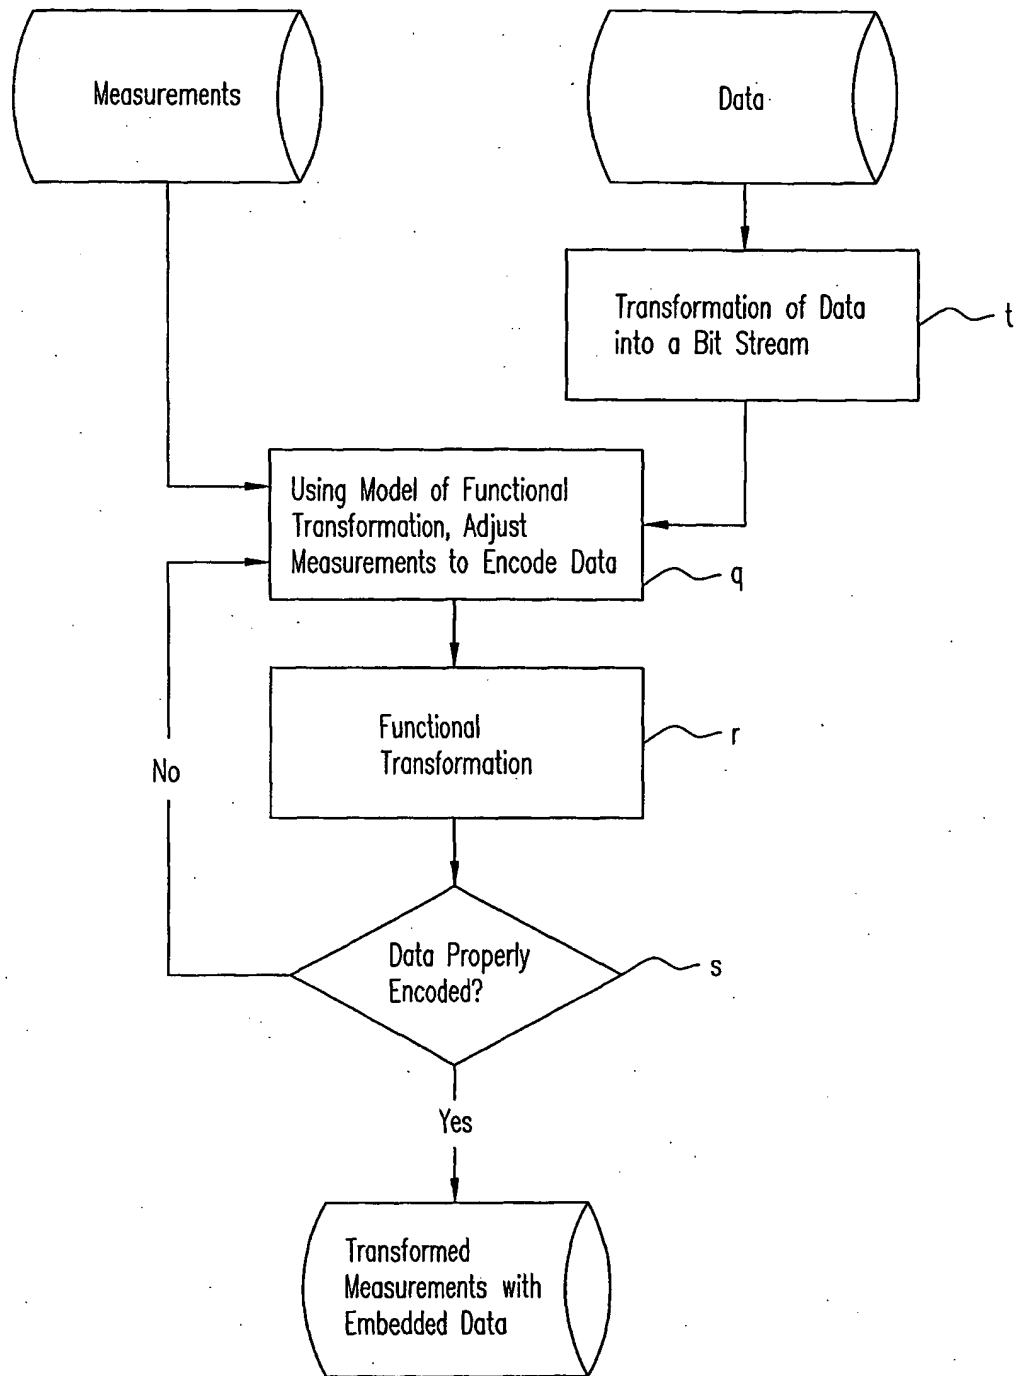 Measurements
Data
Transformation of Data
into a Bit Stream
t
Using Model of Functional
Transformation, Adjust
Measurements to Encode Data
q
Functional
Transformation
r
No
Data Properly
Encoded?
s
Yes
Transformed
Measurements with
Embedded Data